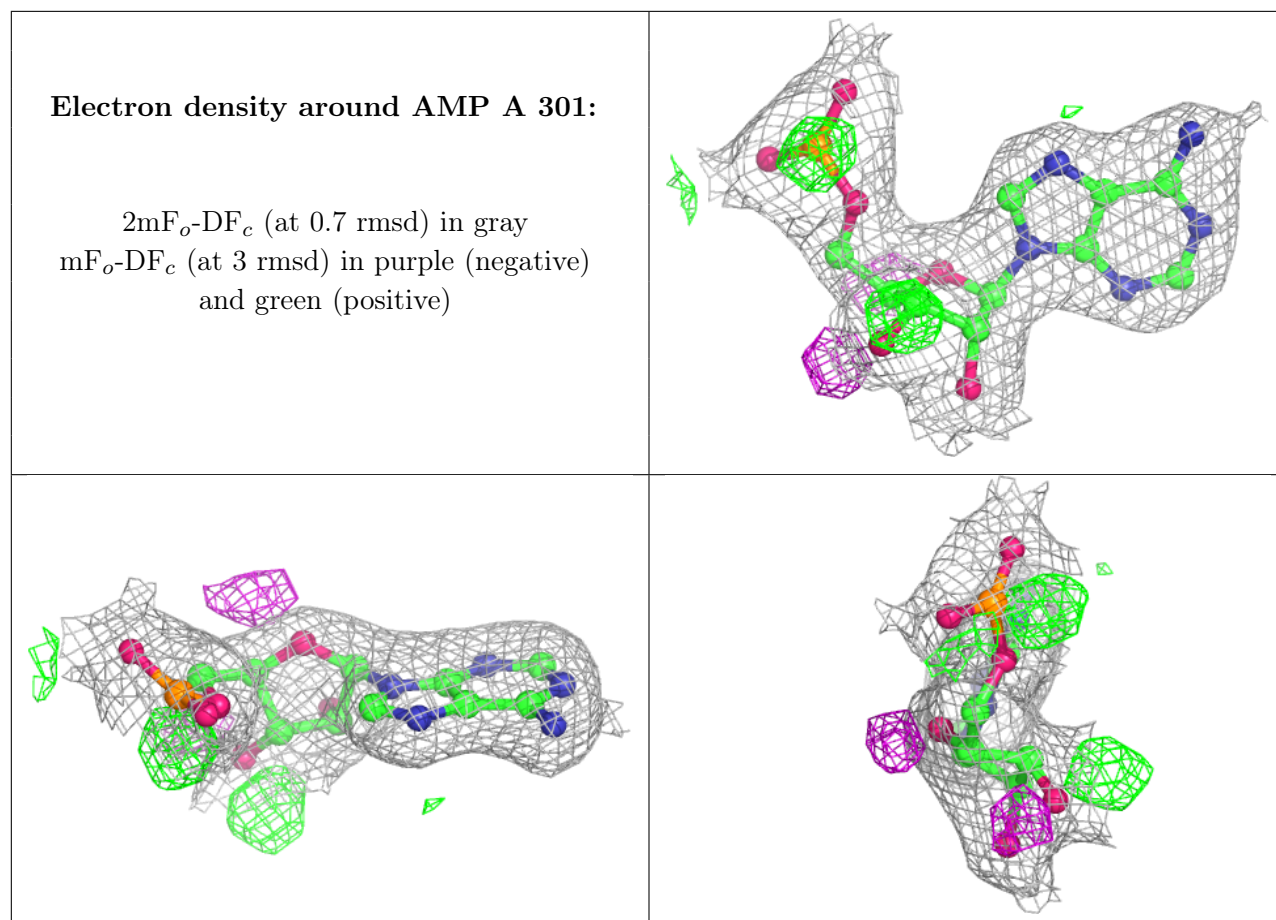 Electron density around AMP A 301:
2mFo-DFc (at 0.7 rmsd) in gray
mFo-DFc (at 3 rmsd) in purple (negative)
and green (positive)